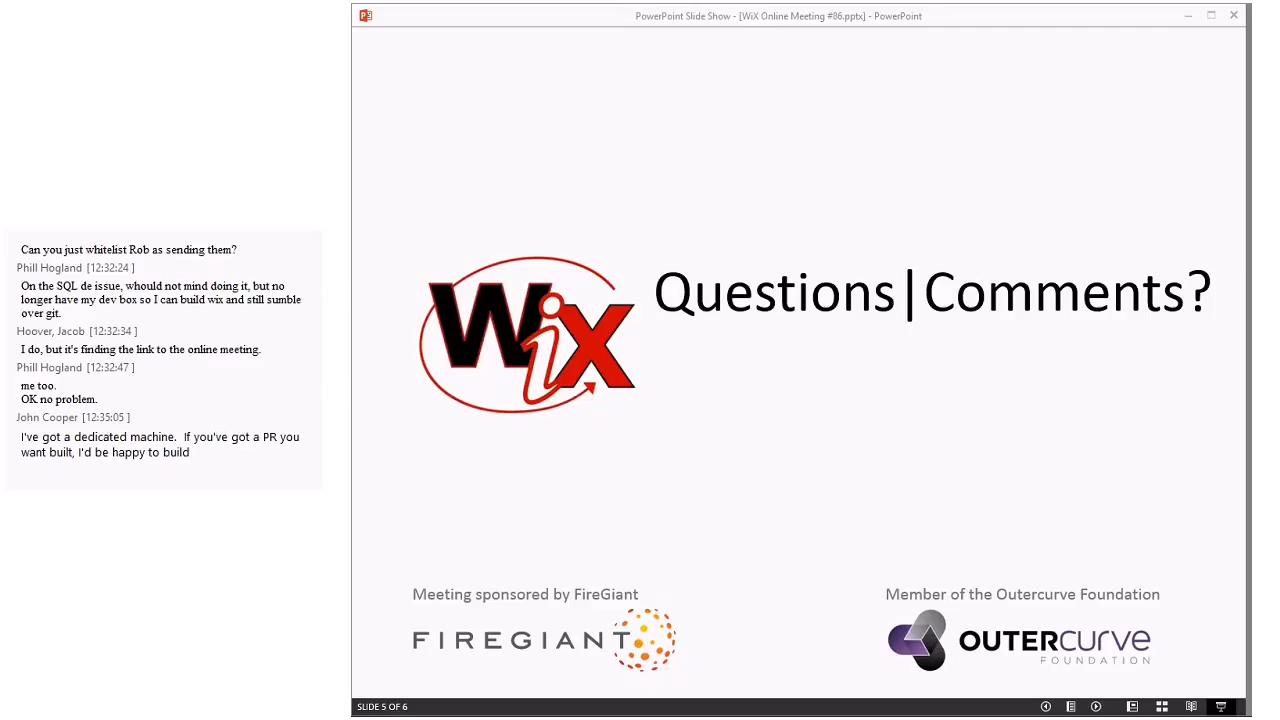 PowerPoint Slide Show - [WiX Online Meeting #86.pptx] - PowerPoint
Can you just whitelist Rob as sending them?
Phill Hogland [12:32:24 ]
On the SQL de issue, whould not mind doing it, but no
longer have my dev box so I can build wix and still sumble
over git.
Hoover, Jacob [12:32:34 ]
I do, but it's finding the link to the online meeting.
Phill Hogland [12:32:47 ]
me too.
OK no problem.
John Cooper [12:35:05 ]
I've got a dedicated machine.  If you've got a PR you
want built, I'd be happy to build
WiX
Questions|Comments?
Meeting sponsored by FireGiant
FIREGIANT
Member of the Outercurve Foundation
OUTERCURVE
FOUNDATION
SLIDE 5 OF 6